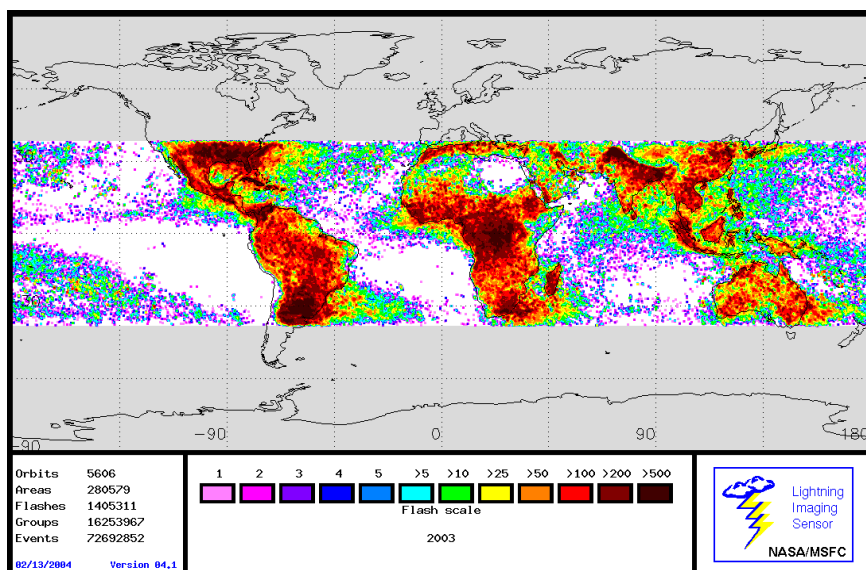 -90 0 90 180
-90
Orbits 5606
Areas 280579
Flashes 1405311
Groups 16253967
Events 72692852
02/13/2004 Version 04.1
1 2 3 4 5 >5 >10 >25 >50 >100 >200 >500
Flash scale
2003
Lightning
Imaging
Sensor
NASA/MSFC